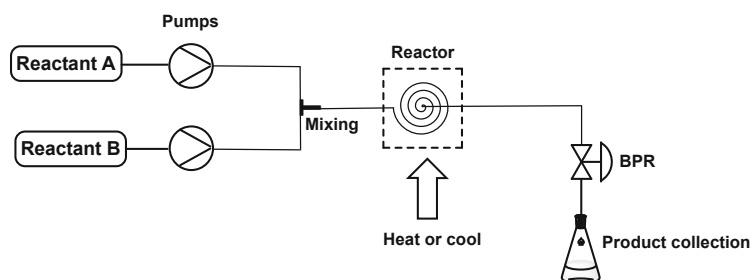 Pumps
Reactant A
Reactor
Mixing
Reactant B
BPR
Heat or cool
Product collection